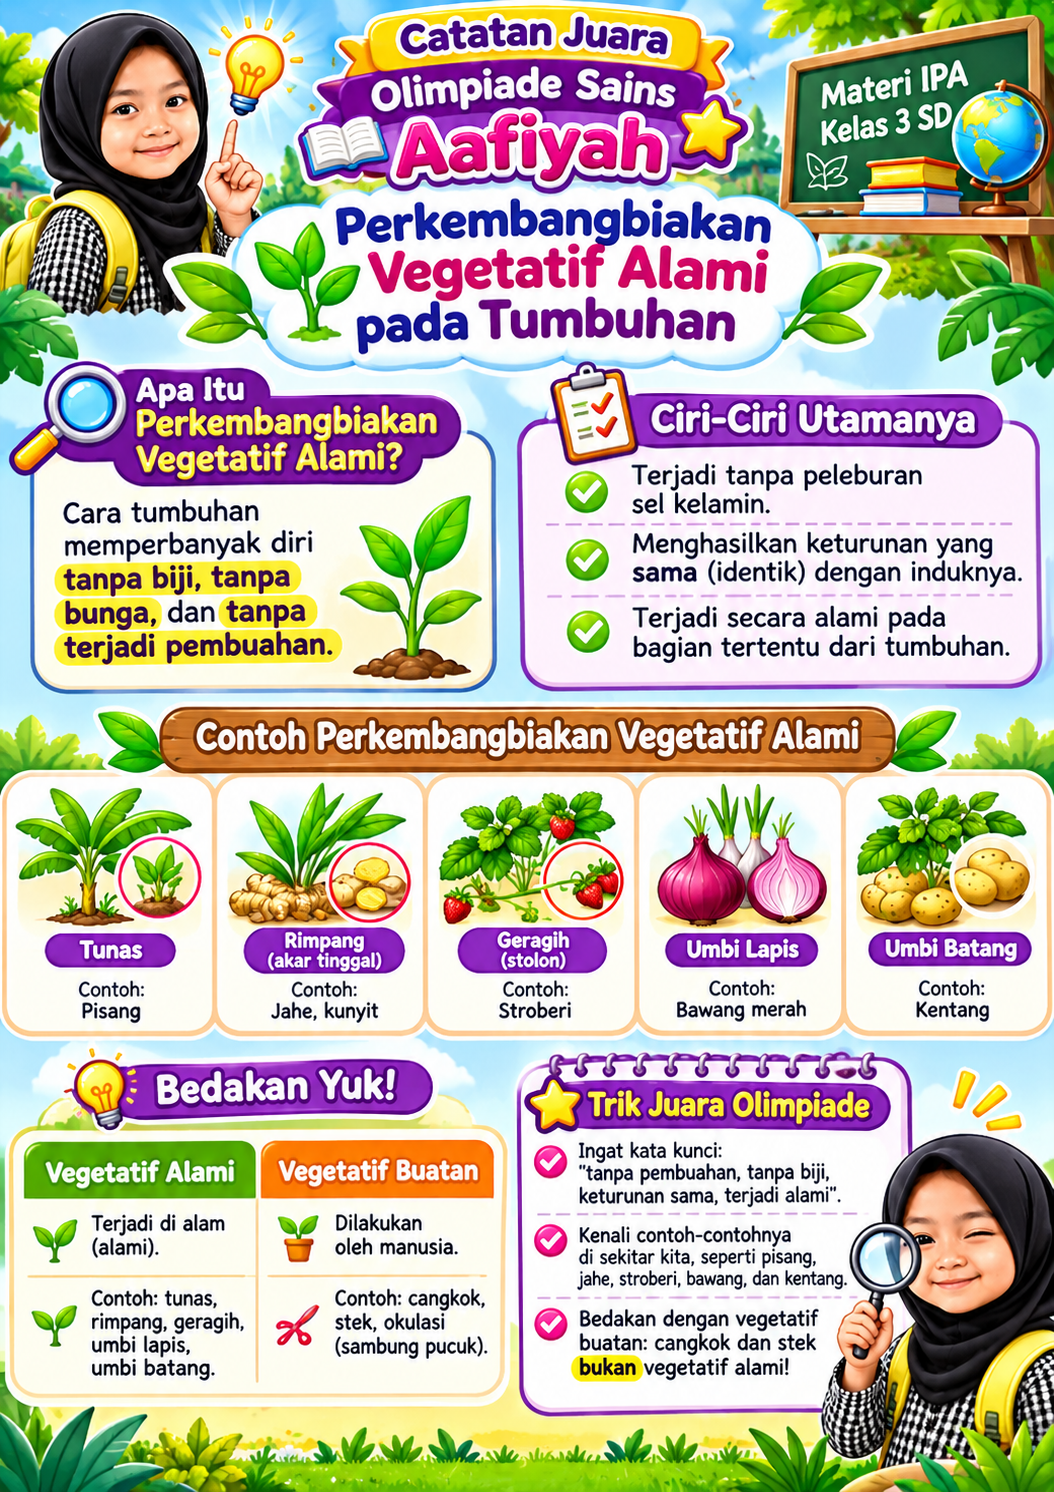 Catatan Juara
Olimpiade Sains
Aafiyah
Materi IPA
Kelas 3 SD
Perkembangbiakan
Vegetatif Alami
pada Tumbuhan
Apa Itu
Perkembangbiakan
Vegetatif Alami?
Cara tumbuhan
memperbanyak diri
tanpa biji, tanpa
bunga, dan tanpa
terjadi pembuahan.
Ciri-Ciri Utamanya
Terjadi tanpa peleburan
sel kelamin.
Menghasilkan keturunan yang
sama (identik) dengan induknya.
Terjadi secara alami pada
bagian tertentu dari tumbuhan.
Contoh Perkembangbiakan Vegetatif Alami
Tunas
Contoh:
Pisang
Rimpang
(akar tinggal)
Contoh:
Jahe, kunyit
Geragih
(stolon)
Contoh:
Stroberi
Umbi Lapis
Contoh:
Bawang merah
Umbi Batang
Contoh:
Kentang
Bedakan Yuk!
Vegetatif Alami
Terjadi di alam
(alami).
Contoh: tunas,
rimpang, geragih,
umbi lapis,
umbi batang.
Vegetatif Buatan
Dilakukan
oleh manusia.
Contoh: cangkok,
stek, okulasi
(sambung pucuk).
Trik Juara Olimpiade
Ingat kata kunci:
"tanpa pembuahan, tanpa biji,
keturunan sama, terjadi alami".
Kenali contoh-contohnya
di sekitar kita, seperti pisang,
jahe, stroberi, bawang, dan kentang.
Bedakan dengan vegetatif
buatan: cangkok dan stek
bukan vegetatif alami!